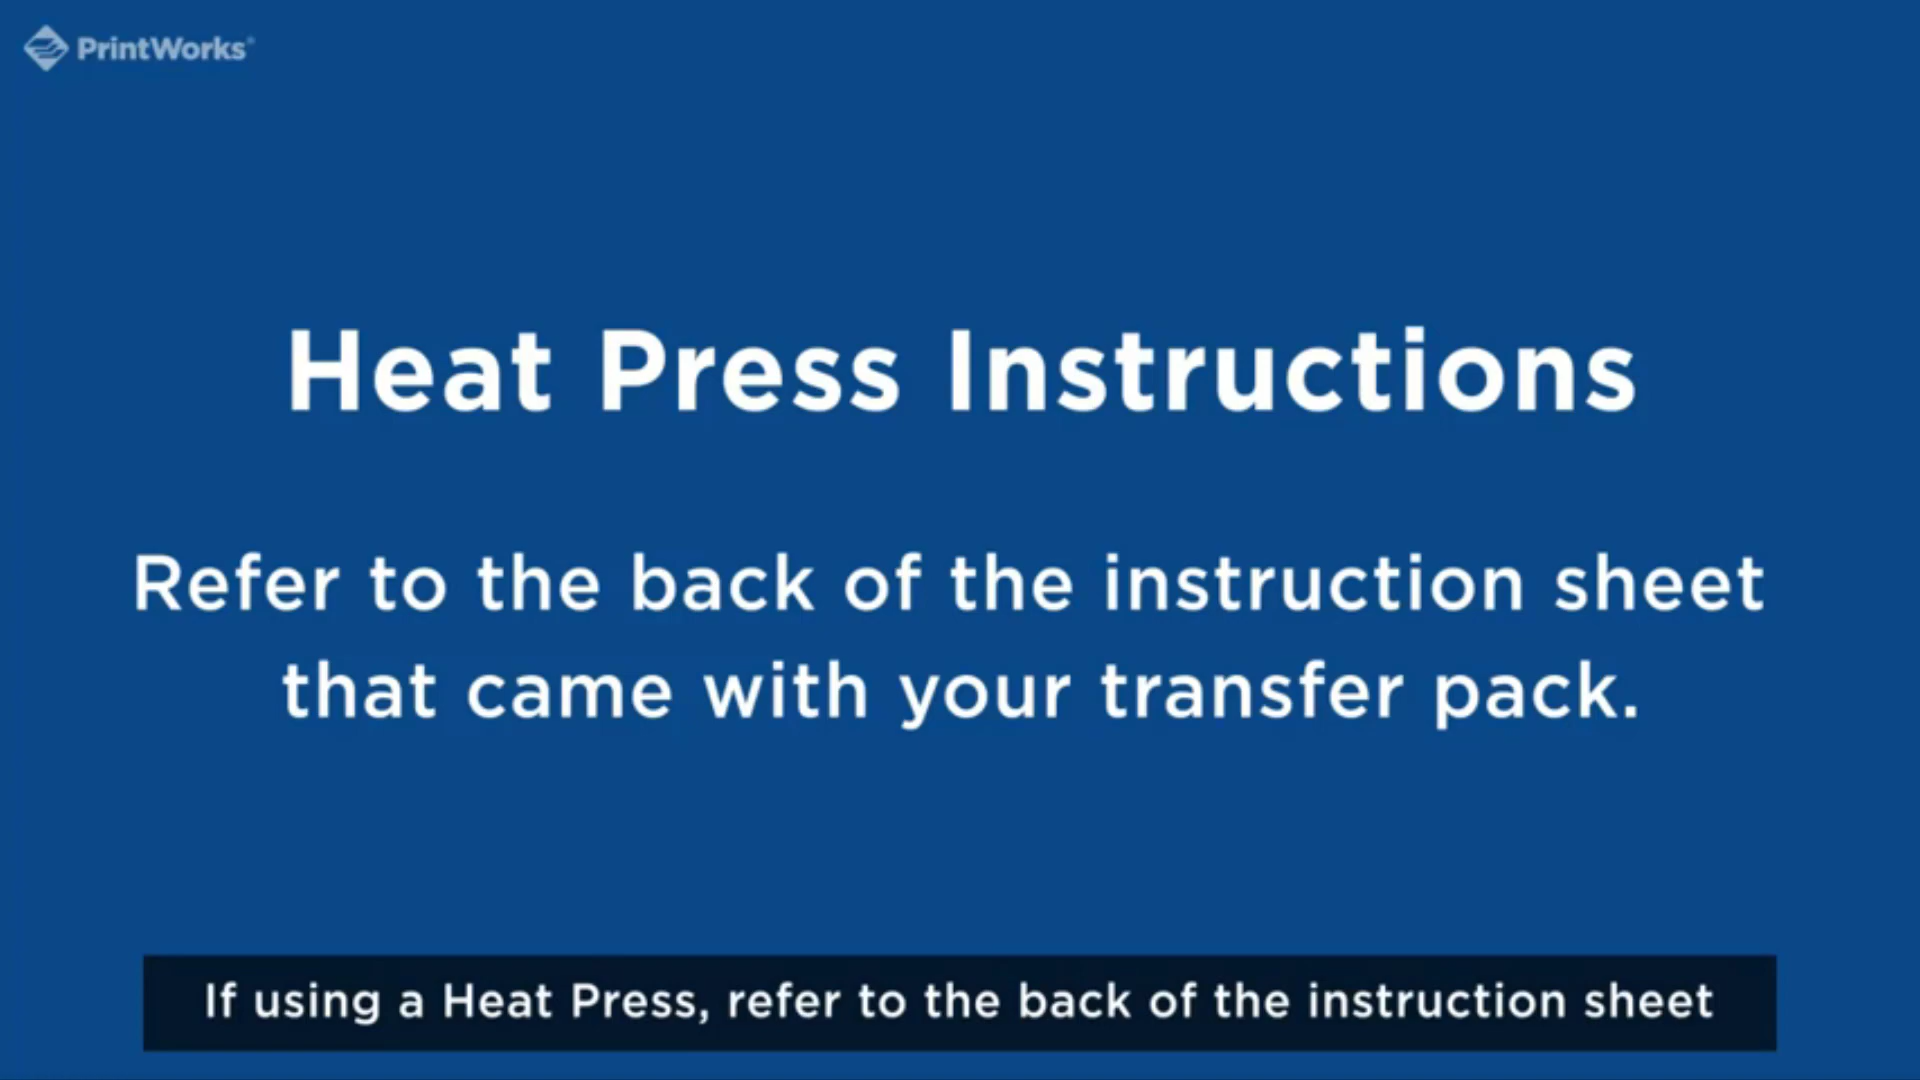 PrintWorks®
Heat Press Instructions
Refer to the back of the instruction sheet
that came with your transfer pack.
If using a Heat Press, refer to the back of the instruction sheet